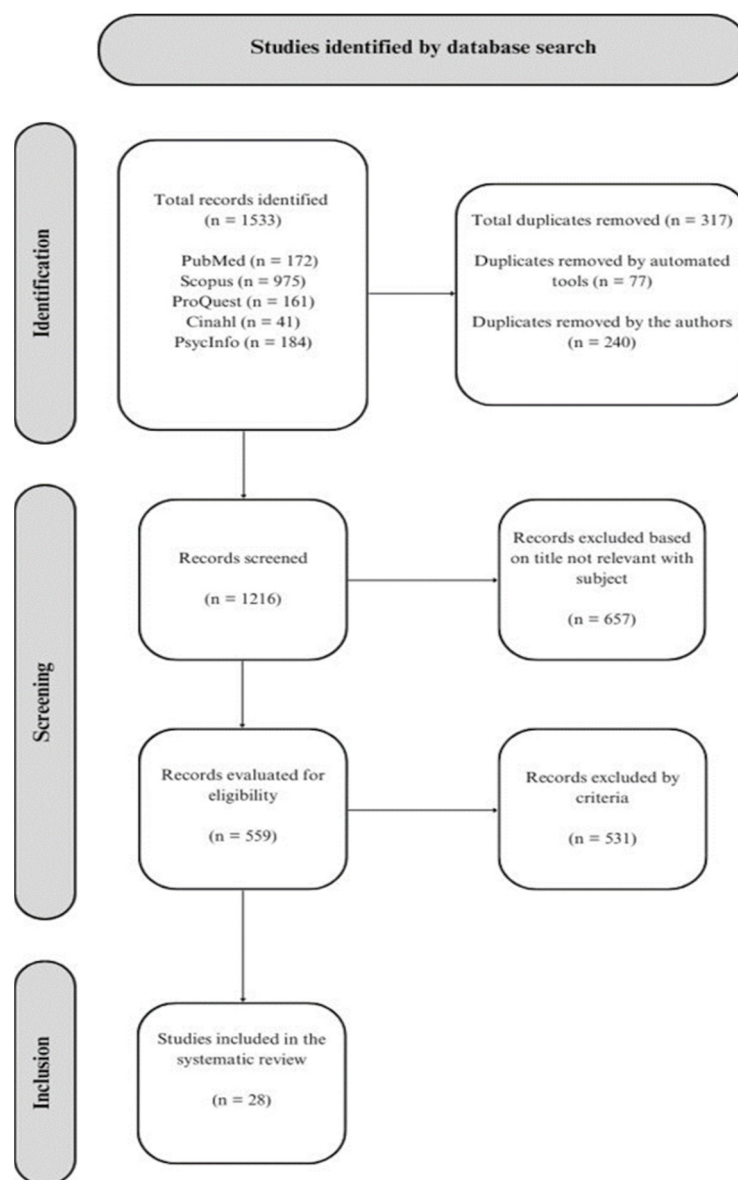 Studies identified by database search
Identification
Total records identified
(n = 1533)
PubMed (n = 172)
Scopus (n = 975)
ProQuest (n = 161)
Cinahl (n = 41)
PsycInfo (n = 184)
Total duplicates removed (n = 317)
Duplicates removed by automated
tools (n = 77)
Duplicates removed by the authors
(n = 240)
Screening
Records screened
(n = 1216)
Records excluded based
on title not relevant with
subject
(n = 657)
Records evaluated for
eligibility
(n = 559)
Records excluded by
criteria
(n = 531)
Inclusion
Studies included in the
systematic review
(n = 28)